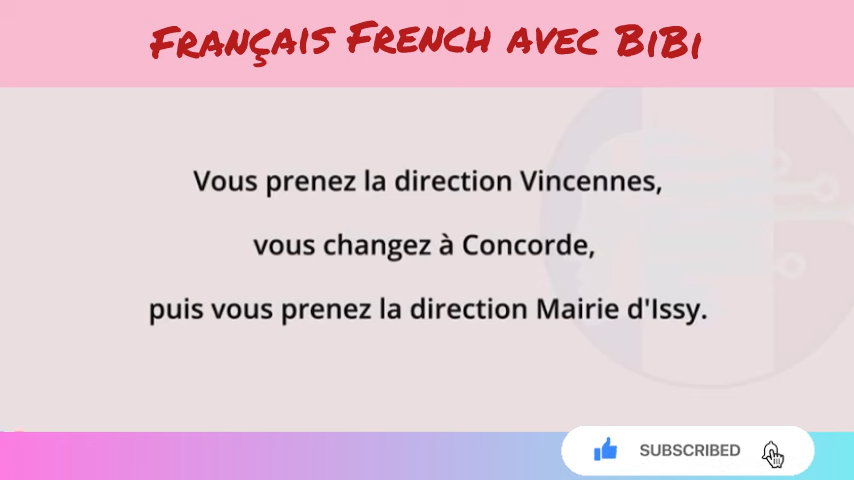 Français French avec BiBi
Vous prenez la direction Vincennes,
vous changez à Concorde,
puis vous prenez la direction Mairie d'Issy.
SUBSCRIBED